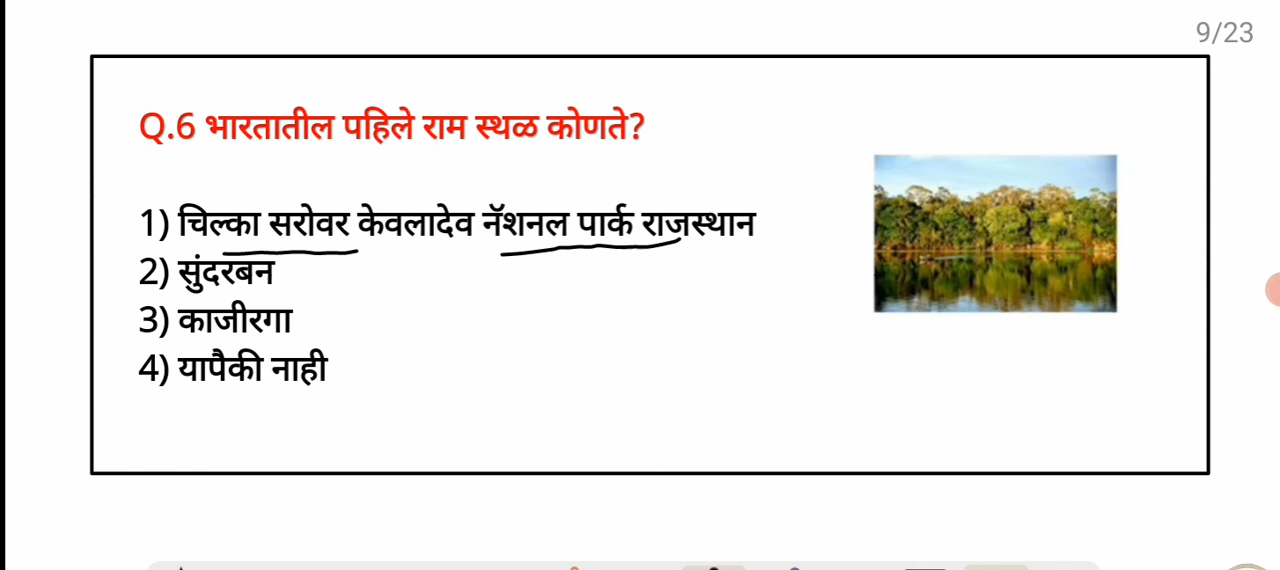 9/23
Q.6 भारतातील पहिले राम स्थळ कोणते?
1) चिल्का सरोवर केवलादेव नॅशनल पार्क राजस्थान
2) सुंदरबन
3) काजीरगा
4) यापैकी नाही